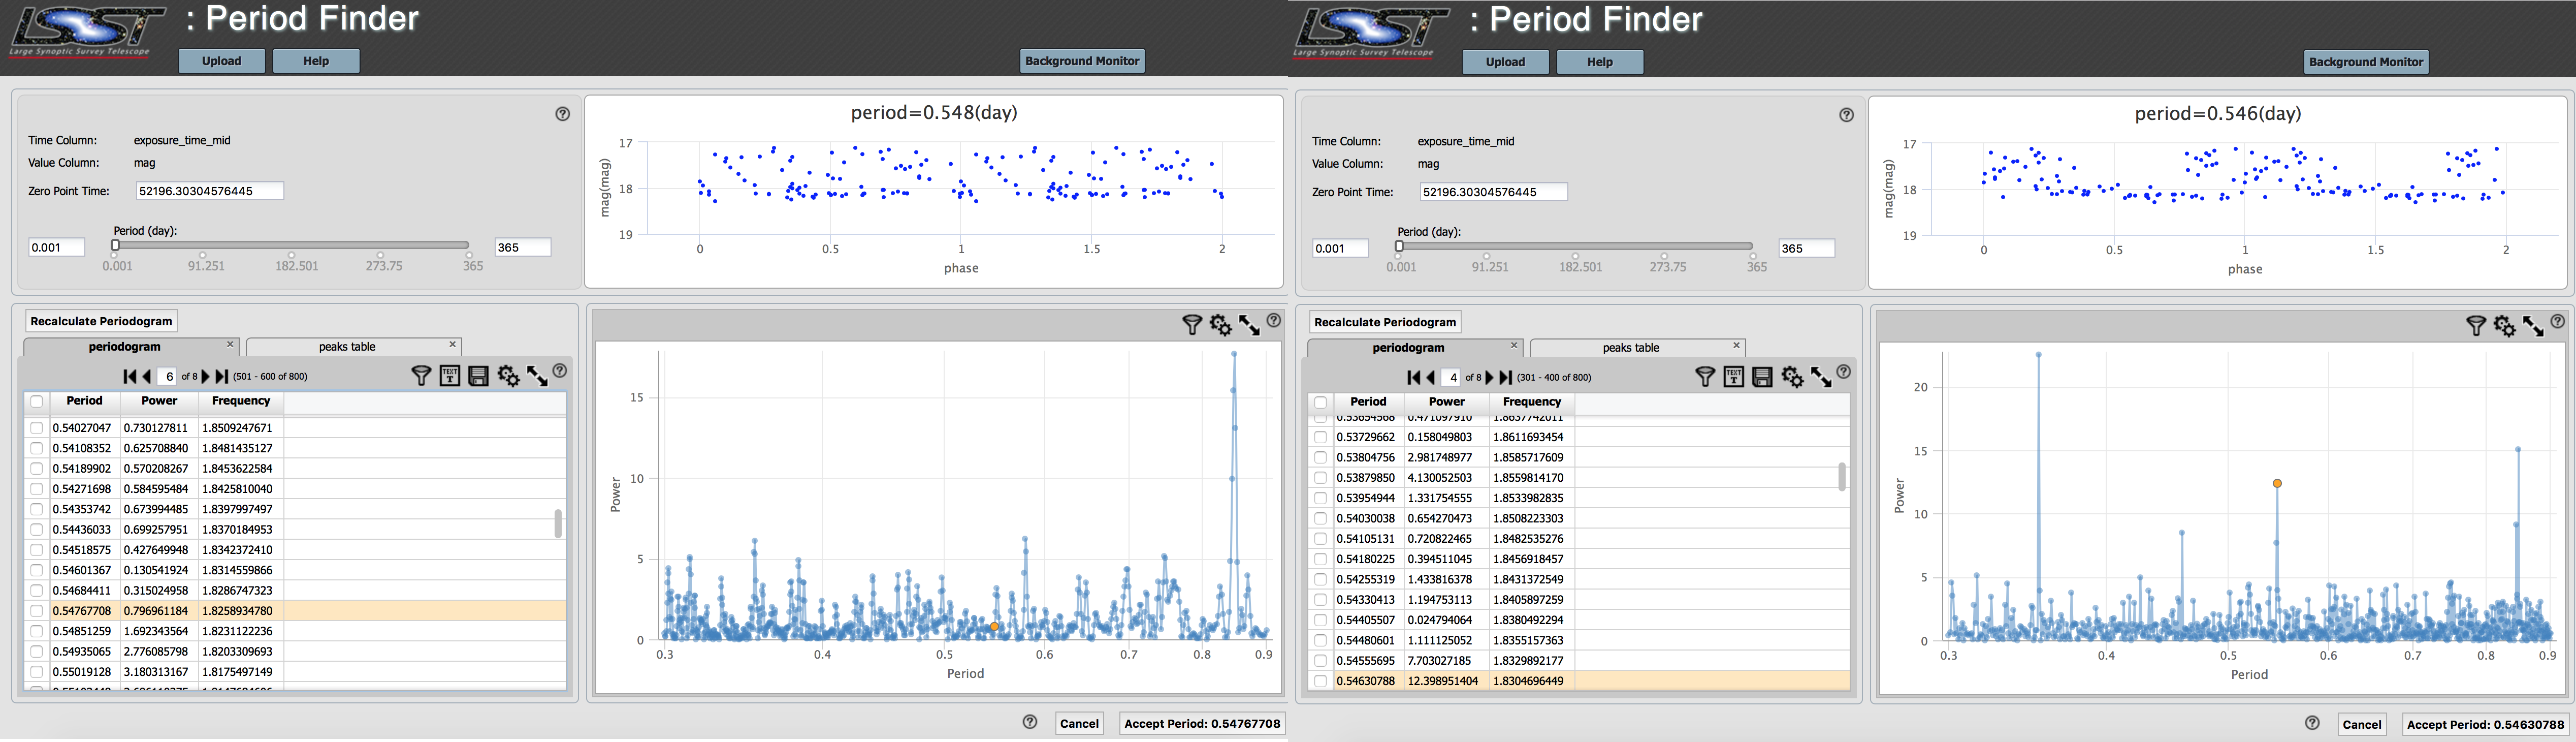 LSST : Period Finder
Large Synoptic Survey Telescope
Upload Help Background Monitor
Time Column: exposure_time_mid
Value Column: mag
Zero Point Time: 52196.30304576445
Period (day):
0.001 365
0.001 91.251 182.501 273.75 365
period=0.548(day)
mag(mag)
17
18
19
0 0.5 1 1.5 2
phase
Recalculate Periodogram
periodogram peaks table
6 of 8 (501 - 600 of 800)
TEXT
Period Power Frequency
0.54027047 0.730127811 1.8509247671
0.54108352 0.625708840 1.8481435127
0.54189902 0.570208267 1.8453622584
0.54271698 0.584595484 1.8425810040
0.54353742 0.673994485 1.8397997497
0.54436033 0.699257951 1.8370184953
0.54518575 0.427649948 1.8342372410
0.54601367 0.130541924 1.8314559866
0.54684411 0.315024958 1.8286747323
0.54767708 0.796961184 1.8258934780
0.54851259 1.692343564 1.8231122236
0.54935065 2.776085798 1.8203309693
0.55019128 3.180313167 1.8175497149
Power
15
10
5
0
0.3 0.4 0.5 0.6 0.7 0.8 0.9
Period
Cancel Accept Period: 0.54767708
LSST : Period Finder
Large Synoptic Survey Telescope
Upload Help Background Monitor
Time Column: exposure_time_mid
Value Column: mag
Zero Point Time: 52196.30304576445
Period (day):
0.001 365
0.001 91.251 182.501 273.75 365
period=0.546(day)
mag(mag)
17
18
19
0 0.5 1 1.5 2
phase
Recalculate Periodogram
periodogram peaks table
4 of 8 (301 - 400 of 800)
TEXT
Period Power Frequency
0.53654568 0.471097910 1.8637742011
0.53729662 0.158049803 1.8611693454
0.53804756 2.981748977 1.8585717609
0.53879850 4.130052503 1.8559814170
0.53954944 1.331754555 1.8533982835
0.54030038 0.654270473 1.8508223303
0.54105131 0.720822465 1.8482535276
0.54180225 0.394511045 1.8456918457
0.54255319 1.433816378 1.8431372549
0.54330413 1.194753113 1.8405897259
0.54405507 0.024794064 1.8380492294
0.54480601 1.111125052 1.8355157363
0.54555695 7.703027185 1.8329892177
0.54630788 12.398951404 1.8304696449
Power
20
15
10
5
0
0.3 0.4 0.5 0.6 0.7 0.8 0.9
Period
Cancel Accept Period: 0.54630788